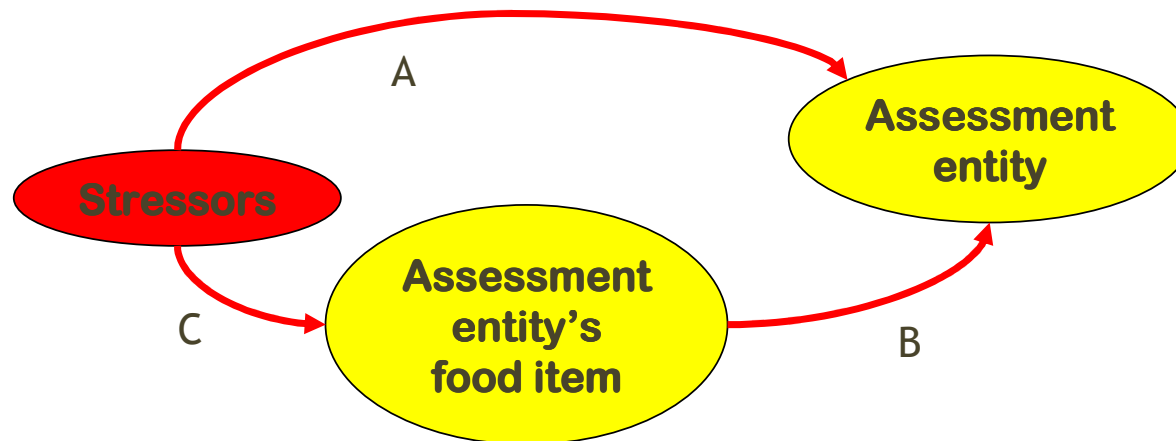 A
Assessment
entity
Stressors
Assessment
entity’s
food item
C
B